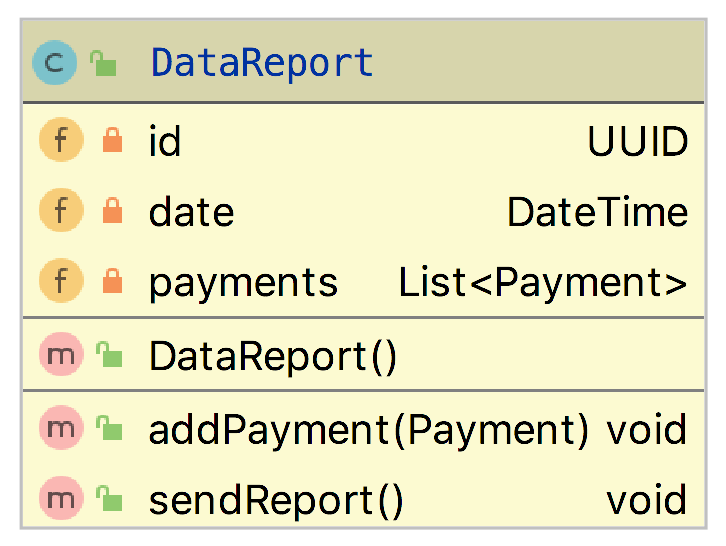 C DataReport
f id UUID
f date DateTime
f payments List<Payment>
m DataReport()
m addPayment(Payment) void
m sendReport() void